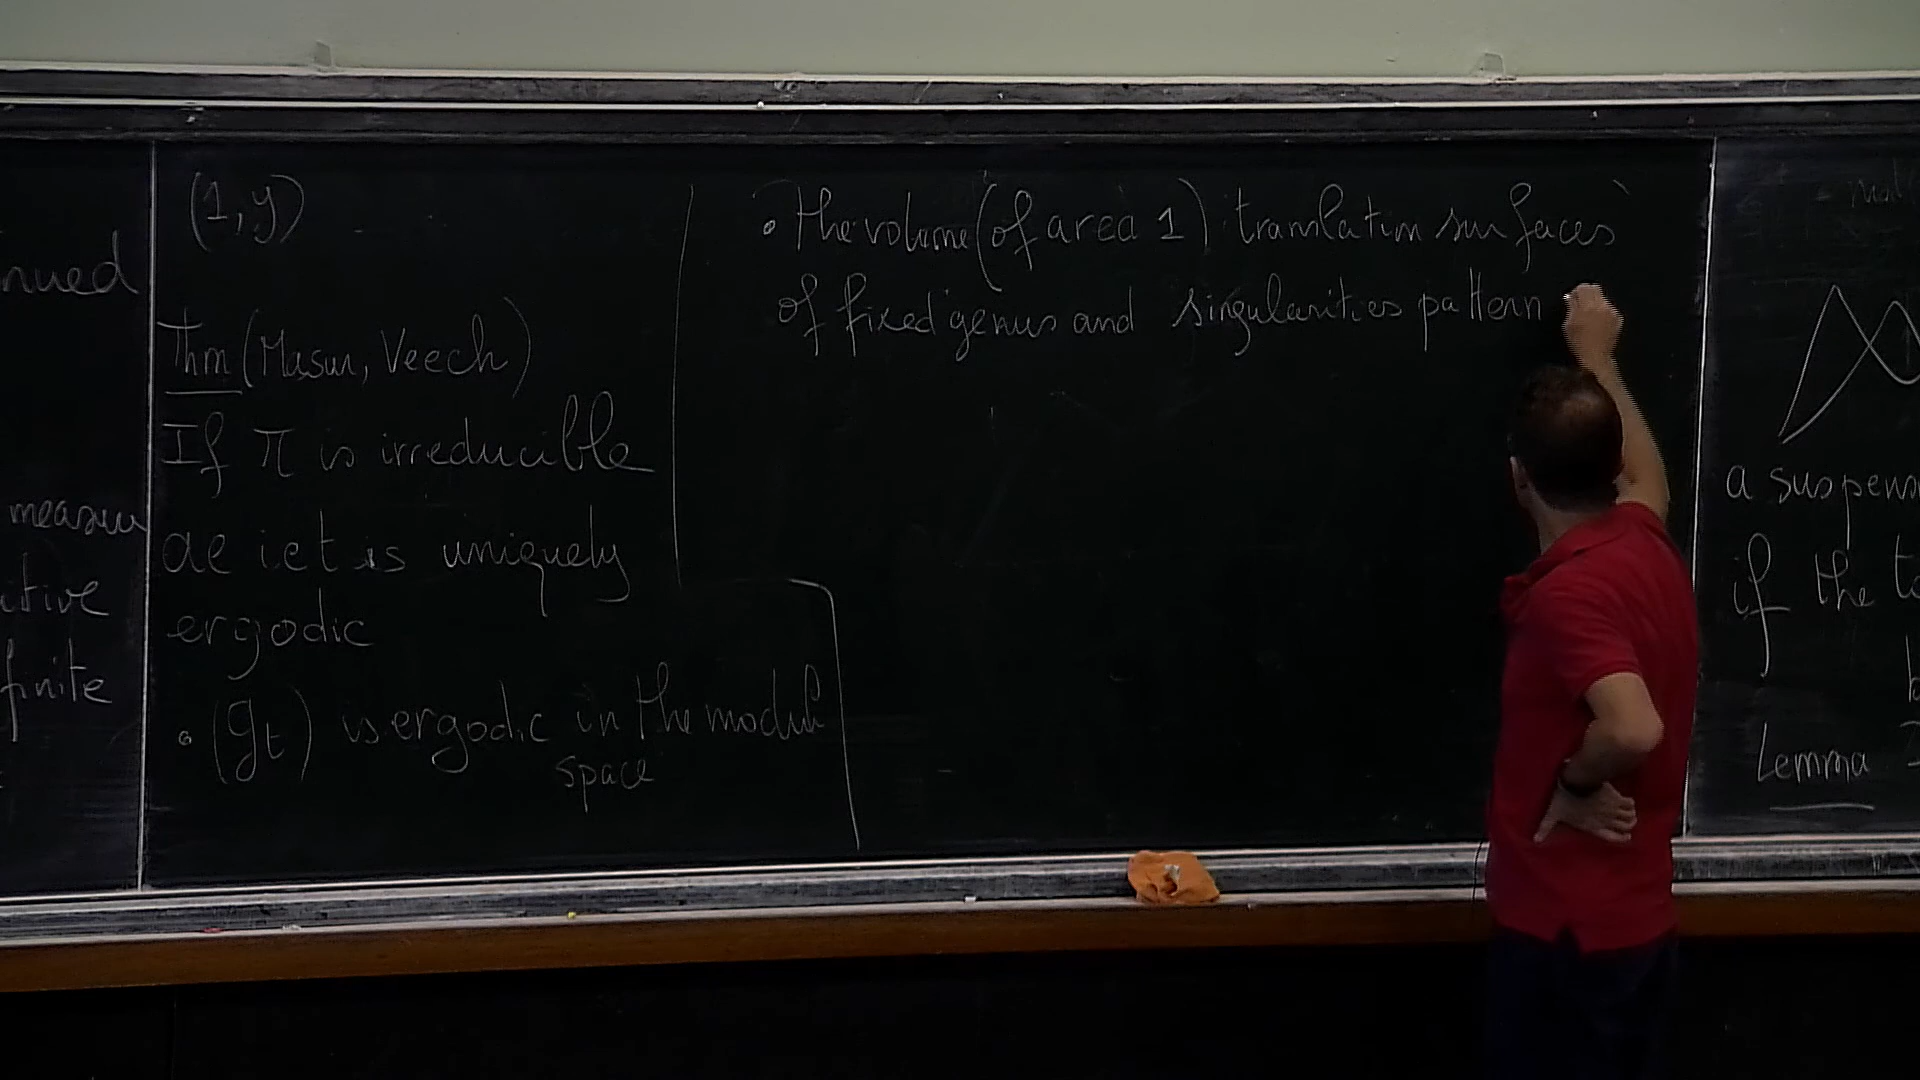 nued
measu
itive
finite
(1,y)
Thm (Masur, Veech)
If π is irreducible
ae iet is uniquely
ergodic
• (g_t) is ergodic in the moduli
space
• The volume (of area 1) translation surfaces
of fixed genus and singularities pattern
a suspens
if the to
b
Lemma I